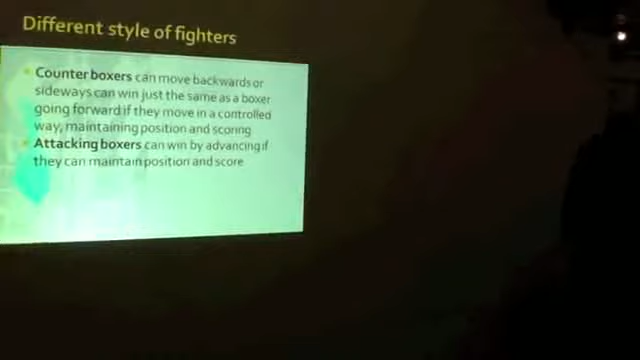 Different style of fighters
Counter boxers can move backwards or
sideways can win just the same as a boxer
going forward if they move in a controlled
way, maintaining position and scoring
Attacking boxers can win by advancing if
they can maintain position and score